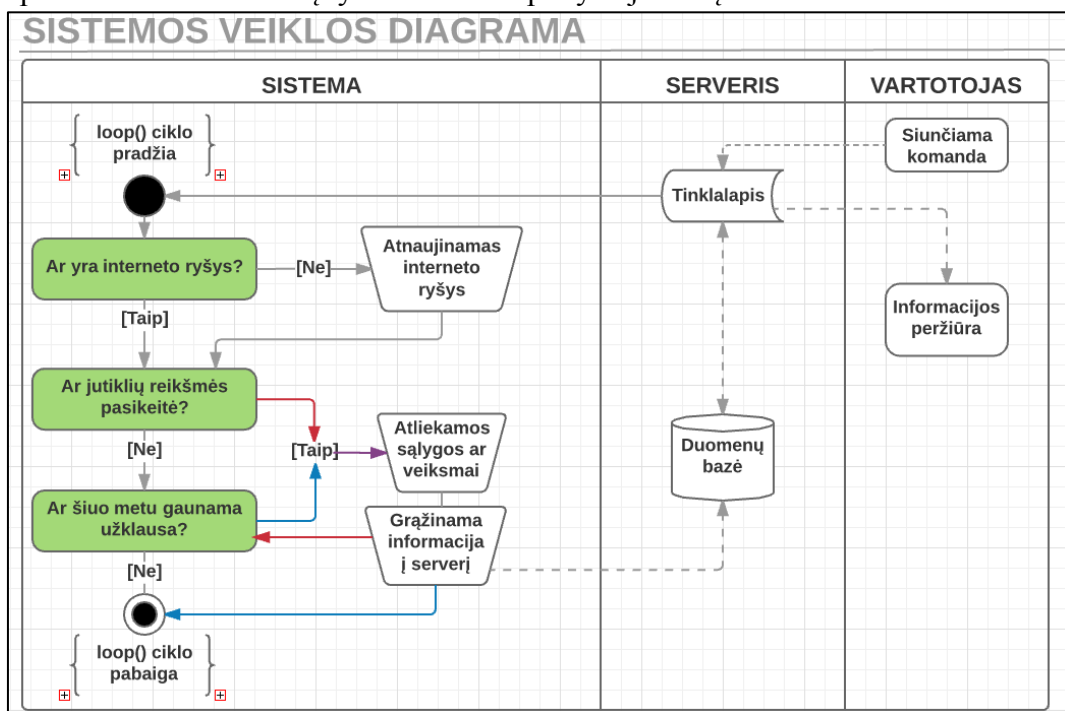 SISTEMOS VEIKLOS DIAGRAMA
SISTEMA
SERVERIS
VARTOTOJAS
loop() ciklo
pradžia
Siunčiama
komanda
Tinklalapis
Ar yra interneto ryšys?
[Ne]
Atnaujinamas
interneto
ryšys
[Taip]
Informacijos
peržiūra
Ar jutiklių reikšmės
pasikeitė?
[Ne]
[Taip]
Atliekamos
sąlygos ar
veiksmai
Duomenų
bazė
Ar šiuo metu gaunama
užklausa?
Grąžinama
informacija
į serverį
[Ne]
loop() ciklo
pabaiga